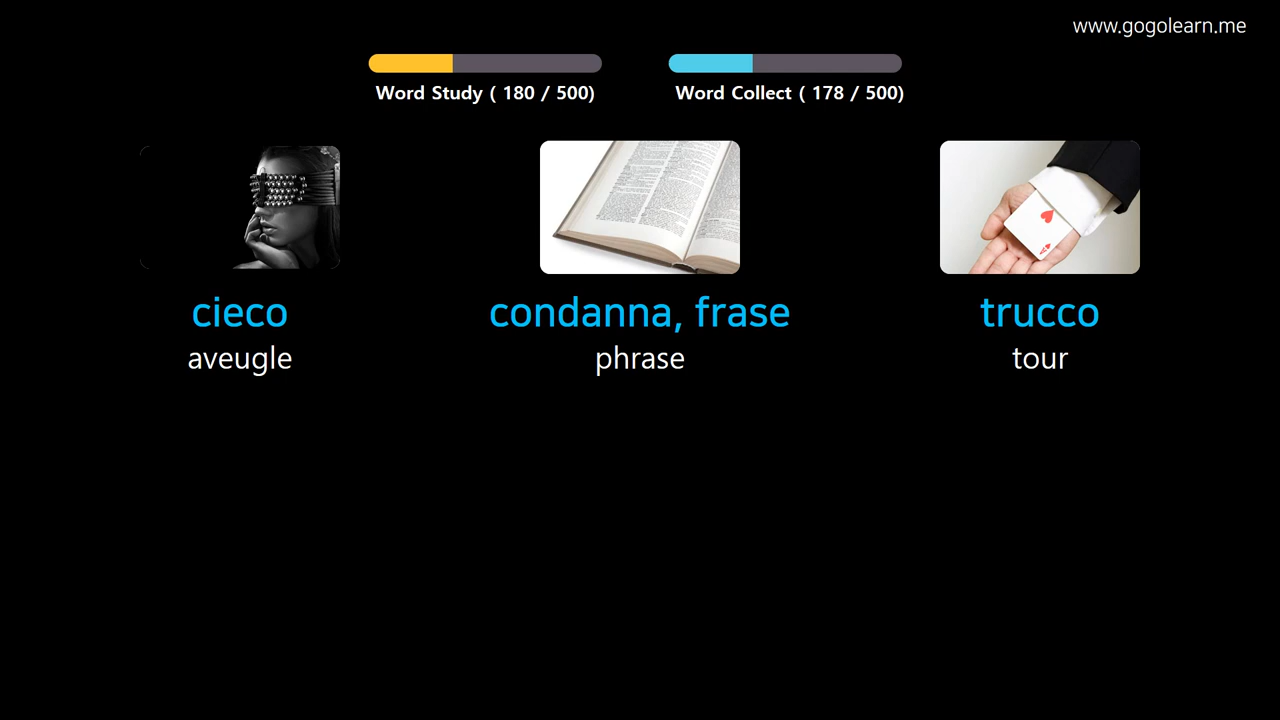 www.gogolearn.me
Word Study ( 180 / 500)
Word Collect ( 178 / 500)
cieco
aveugle
condanna, frase
phrase
trucco
tour